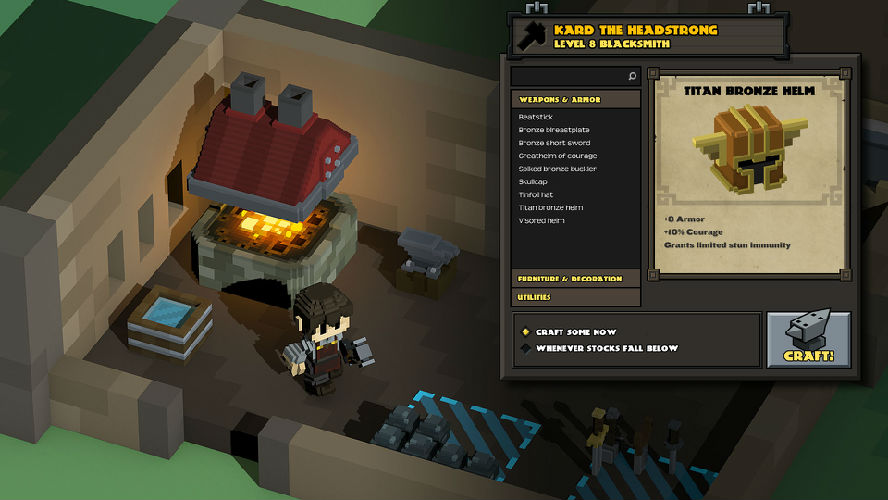 KARD THE HEADSTRONG
LEVEL 8 BLACKSMITH
WEAPONS & ARMOR
Beatstick
Bronze breastplate
Bronze short sword
Greathelm of courage
Spiked bronze buckler
Skullcap
Tinfoil hat
Titan bronze helm
Visored helm
FURNITURE & DECORATION
UTILITIES
TITAN BRONZE HELM
Armor
+10% Courage
Grants limited stun immunity
CRAFT SOME NOW
WHENEVER STOCKS FALL BELOW
CRAFT!